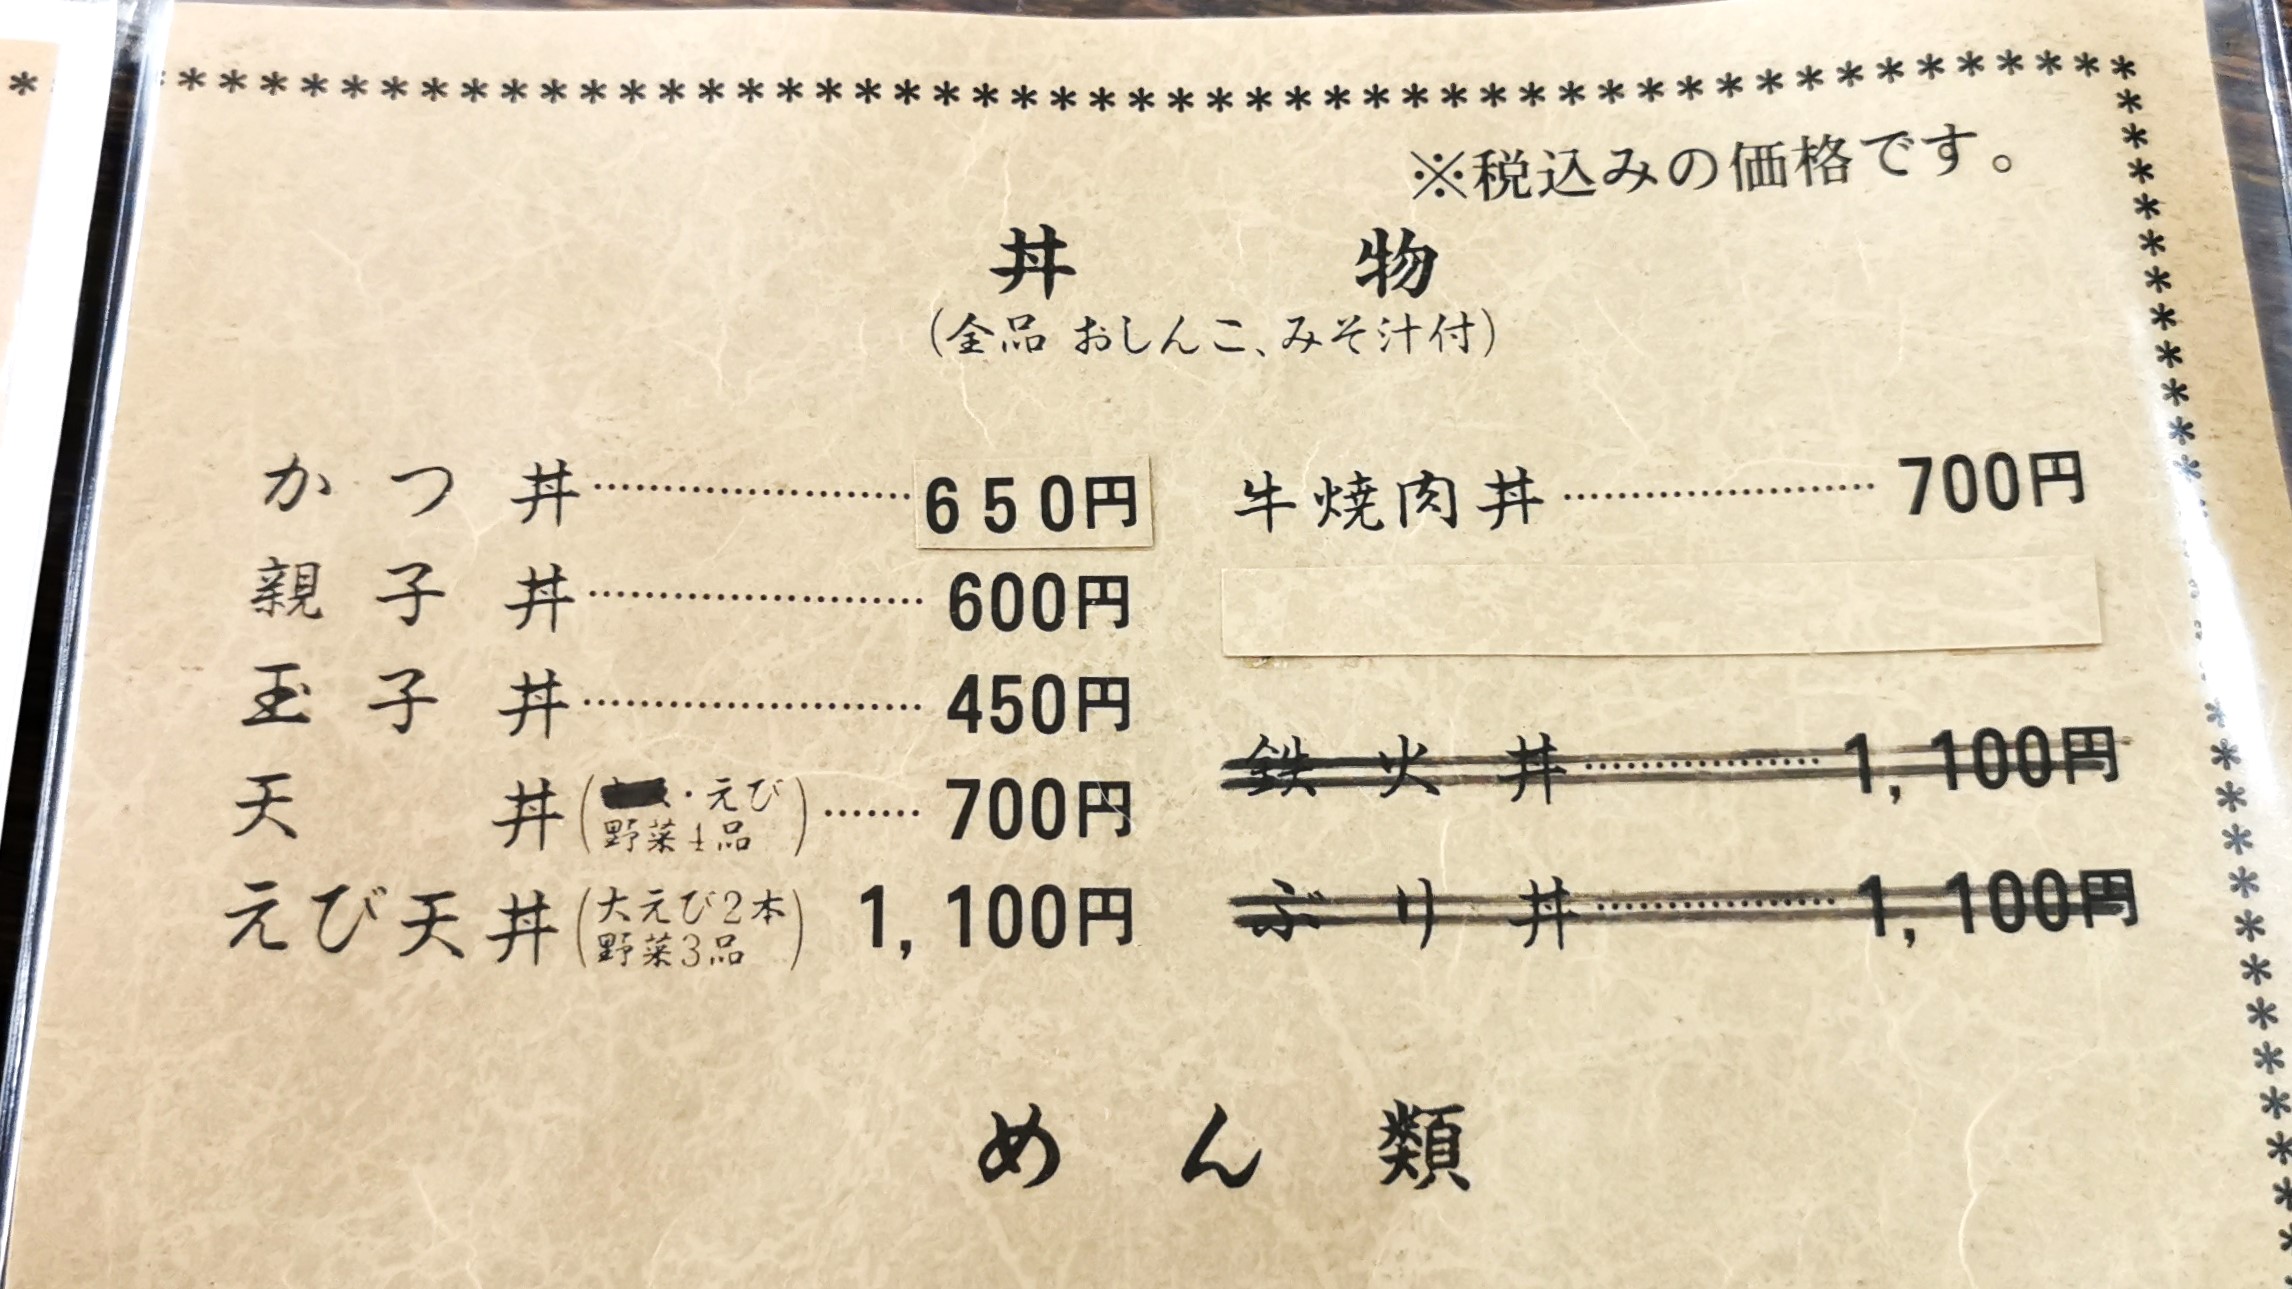 ※税込みの価格です。
丼 物
(全品 おしんこ、みそ汁付)
かつ丼……………………650円
親子丼……………………600円
玉子丼……………………450円
天 丼(・えび
野菜4品)………700円
えび天丼(大えび2本
野菜3品) 1,100円
牛焼肉丼……………………700円
鉄火丼………………1,100円
ぶり丼………………1,100円
めん類